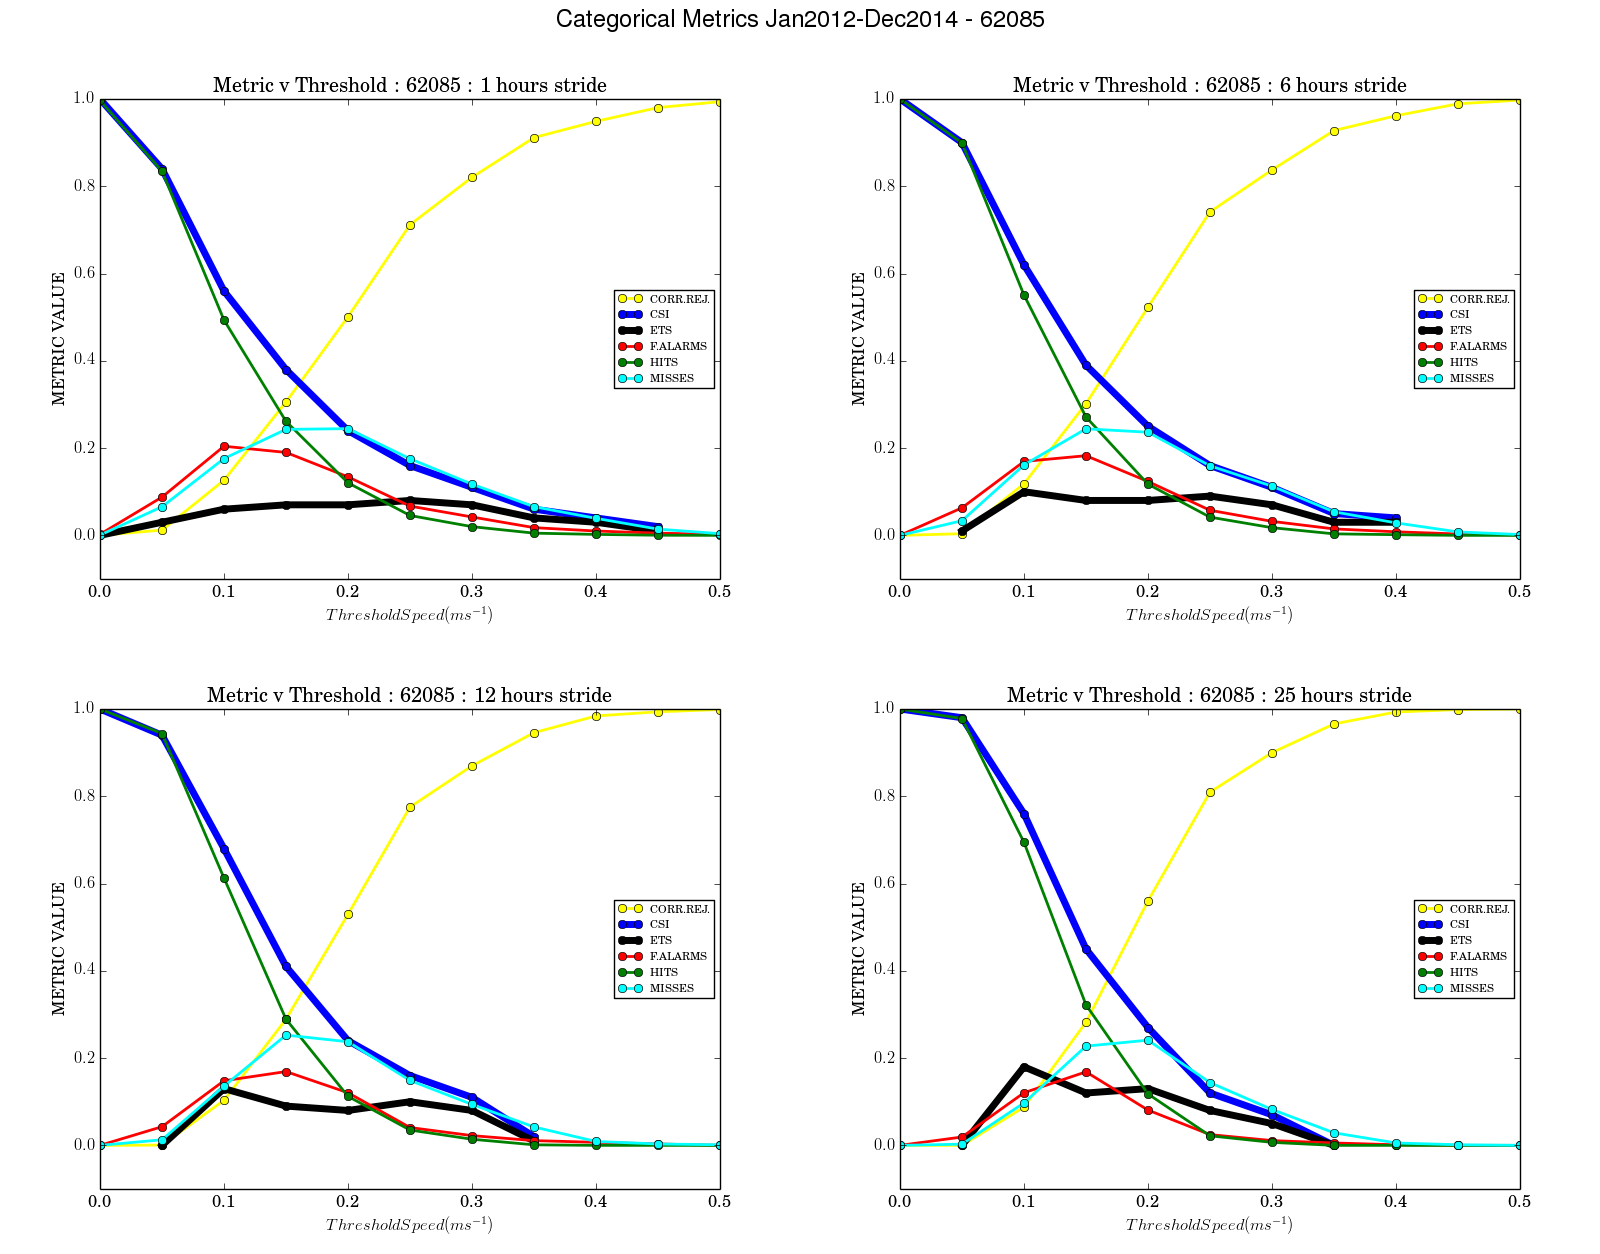 Categorical Metrics Jan2012-Dec2014 - 62085
Metric v Threshold : 62085 : 1 hours stride
METRIC VALUE
1.0
0.8
0.6
0.4
0.2
0.0
0.0 0.1 0.2 0.3 0.4 0.5
ThresholdSpeed(ms⁻¹)
CORR.REJ.
CSI
ETS
F.ALARMS
HITS
MISSES
Metric v Threshold : 62085 : 6 hours stride
METRIC VALUE
1.0
0.8
0.6
0.4
0.2
0.0
0.0 0.1 0.2 0.3 0.4 0.5
ThresholdSpeed(ms⁻¹)
CORR.REJ.
CSI
ETS
F.ALARMS
HITS
MISSES
Metric v Threshold : 62085 : 12 hours stride
METRIC VALUE
1.0
0.8
0.6
0.4
0.2
0.0
0.0 0.1 0.2 0.3 0.4 0.5
ThresholdSpeed(ms⁻¹)
CORR.REJ.
CSI
ETS
F.ALARMS
HITS
MISSES
Metric v Threshold : 62085 : 25 hours stride
METRIC VALUE
1.0
0.8
0.6
0.4
0.2
0.0
0.0 0.1 0.2 0.3 0.4 0.5
ThresholdSpeed(ms⁻¹)
CORR.REJ.
CSI
ETS
F.ALARMS
HITS
MISSES